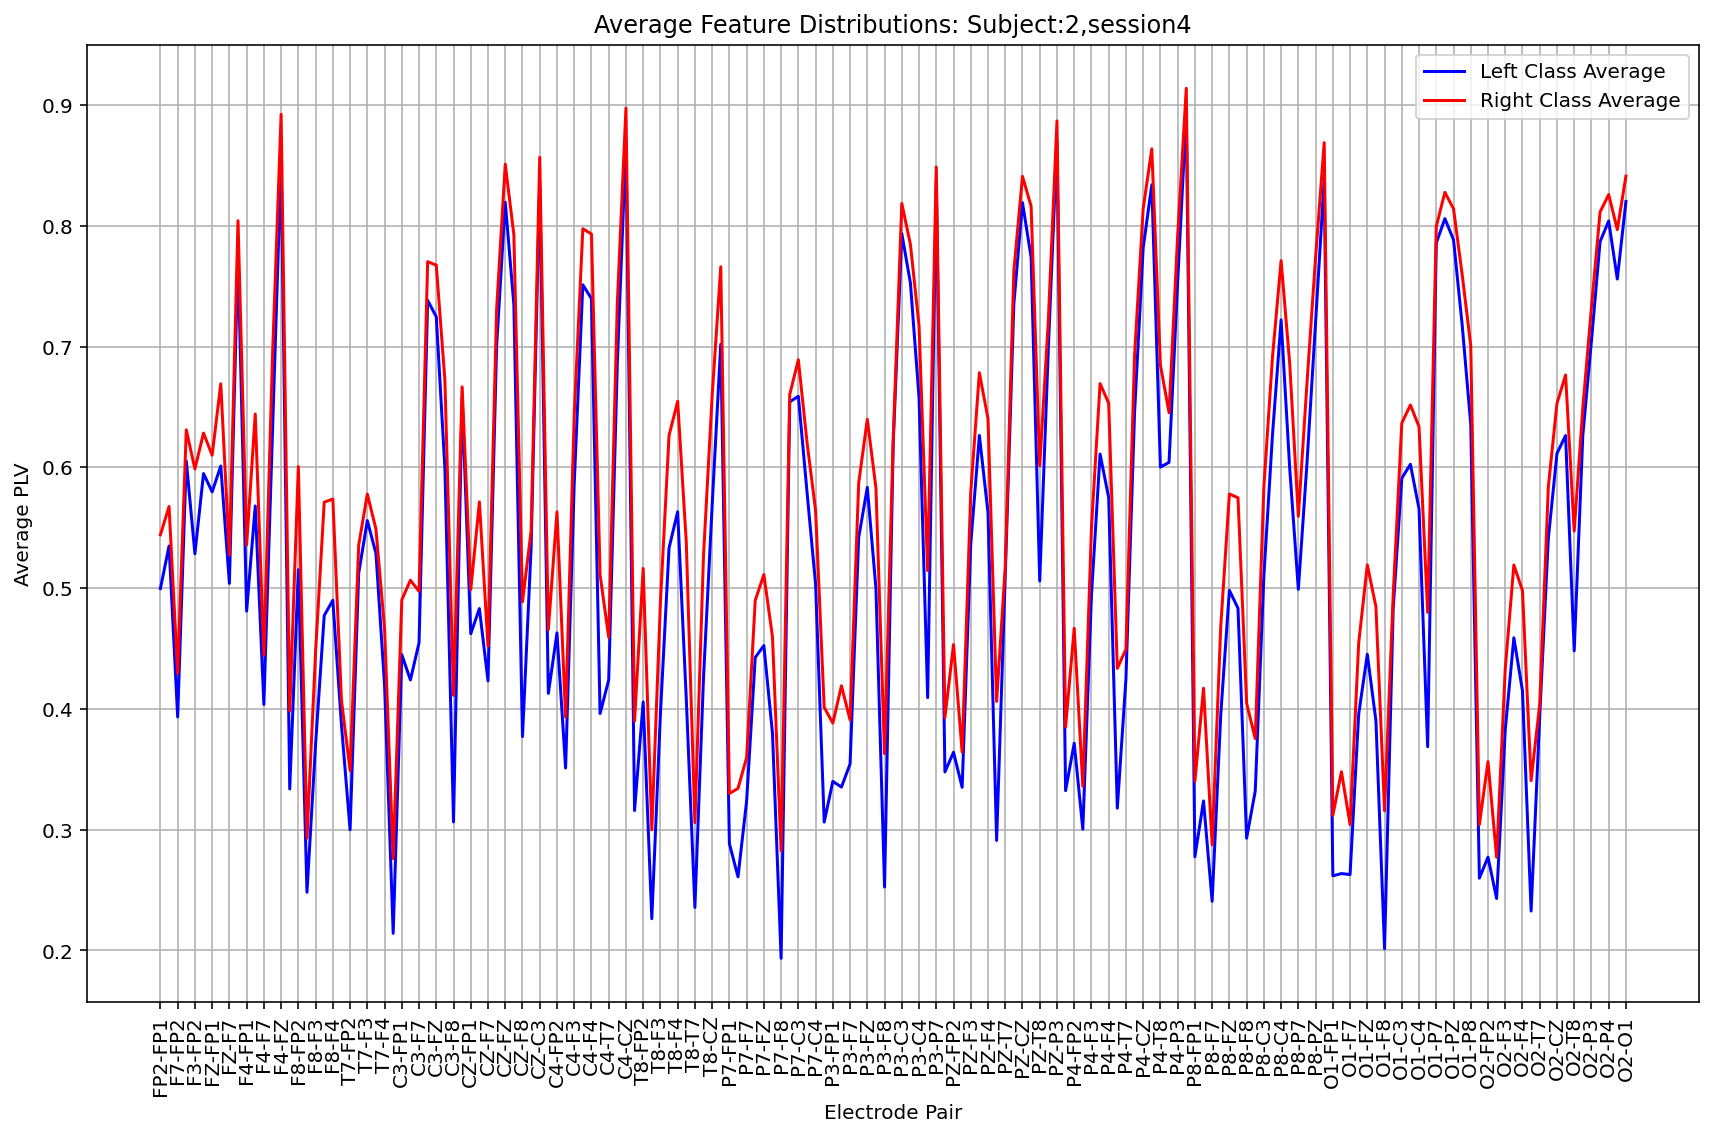 Average Feature Distributions: Subject:2,session4
Left Class Average
Right Class Average
Average PLV
0.9
0.8
0.7
0.6
0.5
0.4
0.3
0.2
FP2-FP1
F7-FP2
F3-FP2
FZ-FP1
FZ-F7
F4-FP1
F4-F7
F4-FZ
F8-FP2
F8-F3
F8-F4
T7-FP2
T7-F3
T7-F4
C3-FP1
C3-F7
C3-FZ
C3-F8
CZ-FP1
CZ-F7
CZ-FZ
CZ-F8
CZ-C3
C4-FP2
C4-F3
C4-F4
C4-T7
C4-CZ
T8-FP2
T8-F3
T8-F4
T8-T7
T8-CZ
P7-FP1
P7-F7
P7-FZ
P7-F8
P7-C3
P7-C4
P3-FP1
P3-F7
P3-FZ
P3-F8
P3-C3
P3-C4
P3-P7
PZ-FP2
PZ-F3
PZ-F4
PZ-T7
PZ-CZ
PZ-T8
PZ-P3
P4-FP2
P4-F3
P4-F4
P4-T7
P4-CZ
P4-T8
P4-P3
P8-FP1
P8-F7
P8-FZ
P8-F8
P8-C3
P8-C4
P8-P7
P8-PZ
O1-FP1
O1-F7
O1-FZ
O1-F8
O1-C3
O1-C4
O1-P7
O1-PZ
O1-P8
O2-FP2
O2-F3
O2-F4
O2-T7
O2-CZ
O2-T8
O2-P3
O2-P4
O2-O1
Electrode Pair